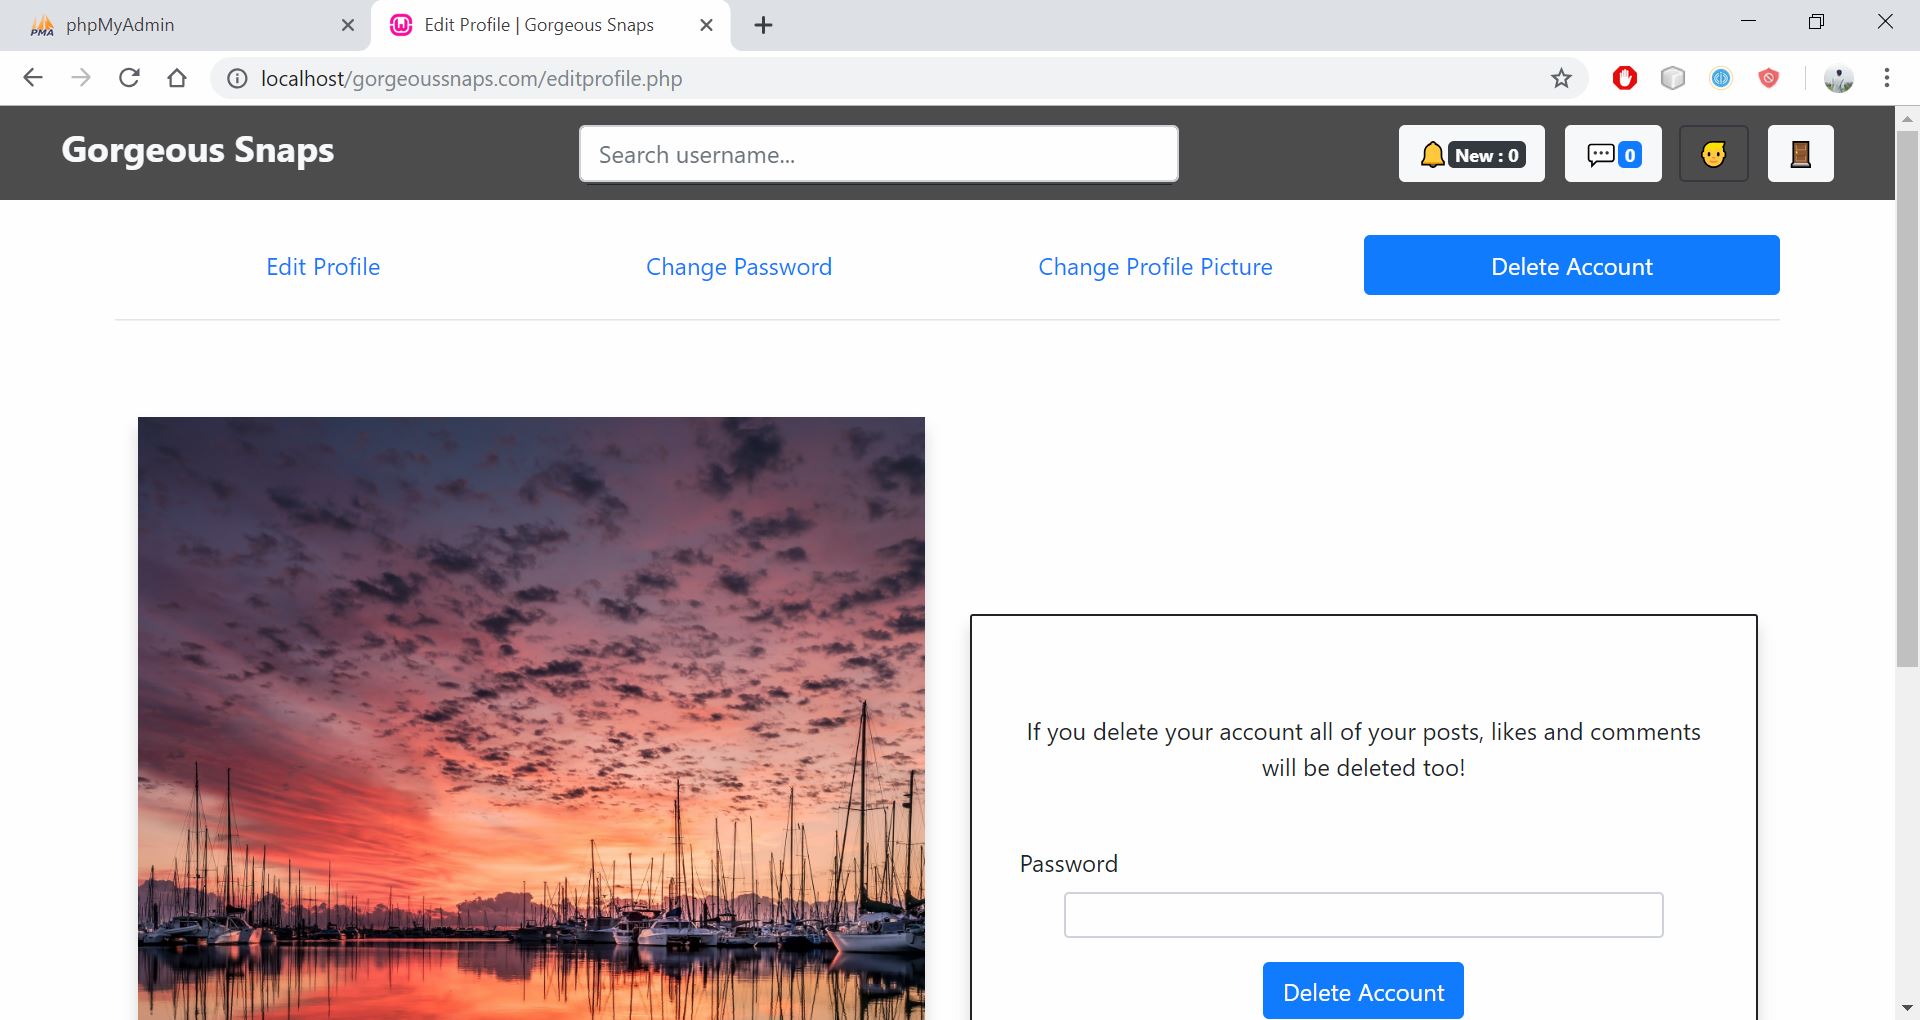 phpMyAdmin
Edit Profile | Gorgeous Snaps
localhost/gorgeoussnaps.com/editprofile.php
Gorgeous Snaps
Search username...
New : 0
0
Edit Profile
Change Password
Change Profile Picture
Delete Account
If you delete your account all of your posts, likes and comments
will be deleted too!
Password
Delete Account